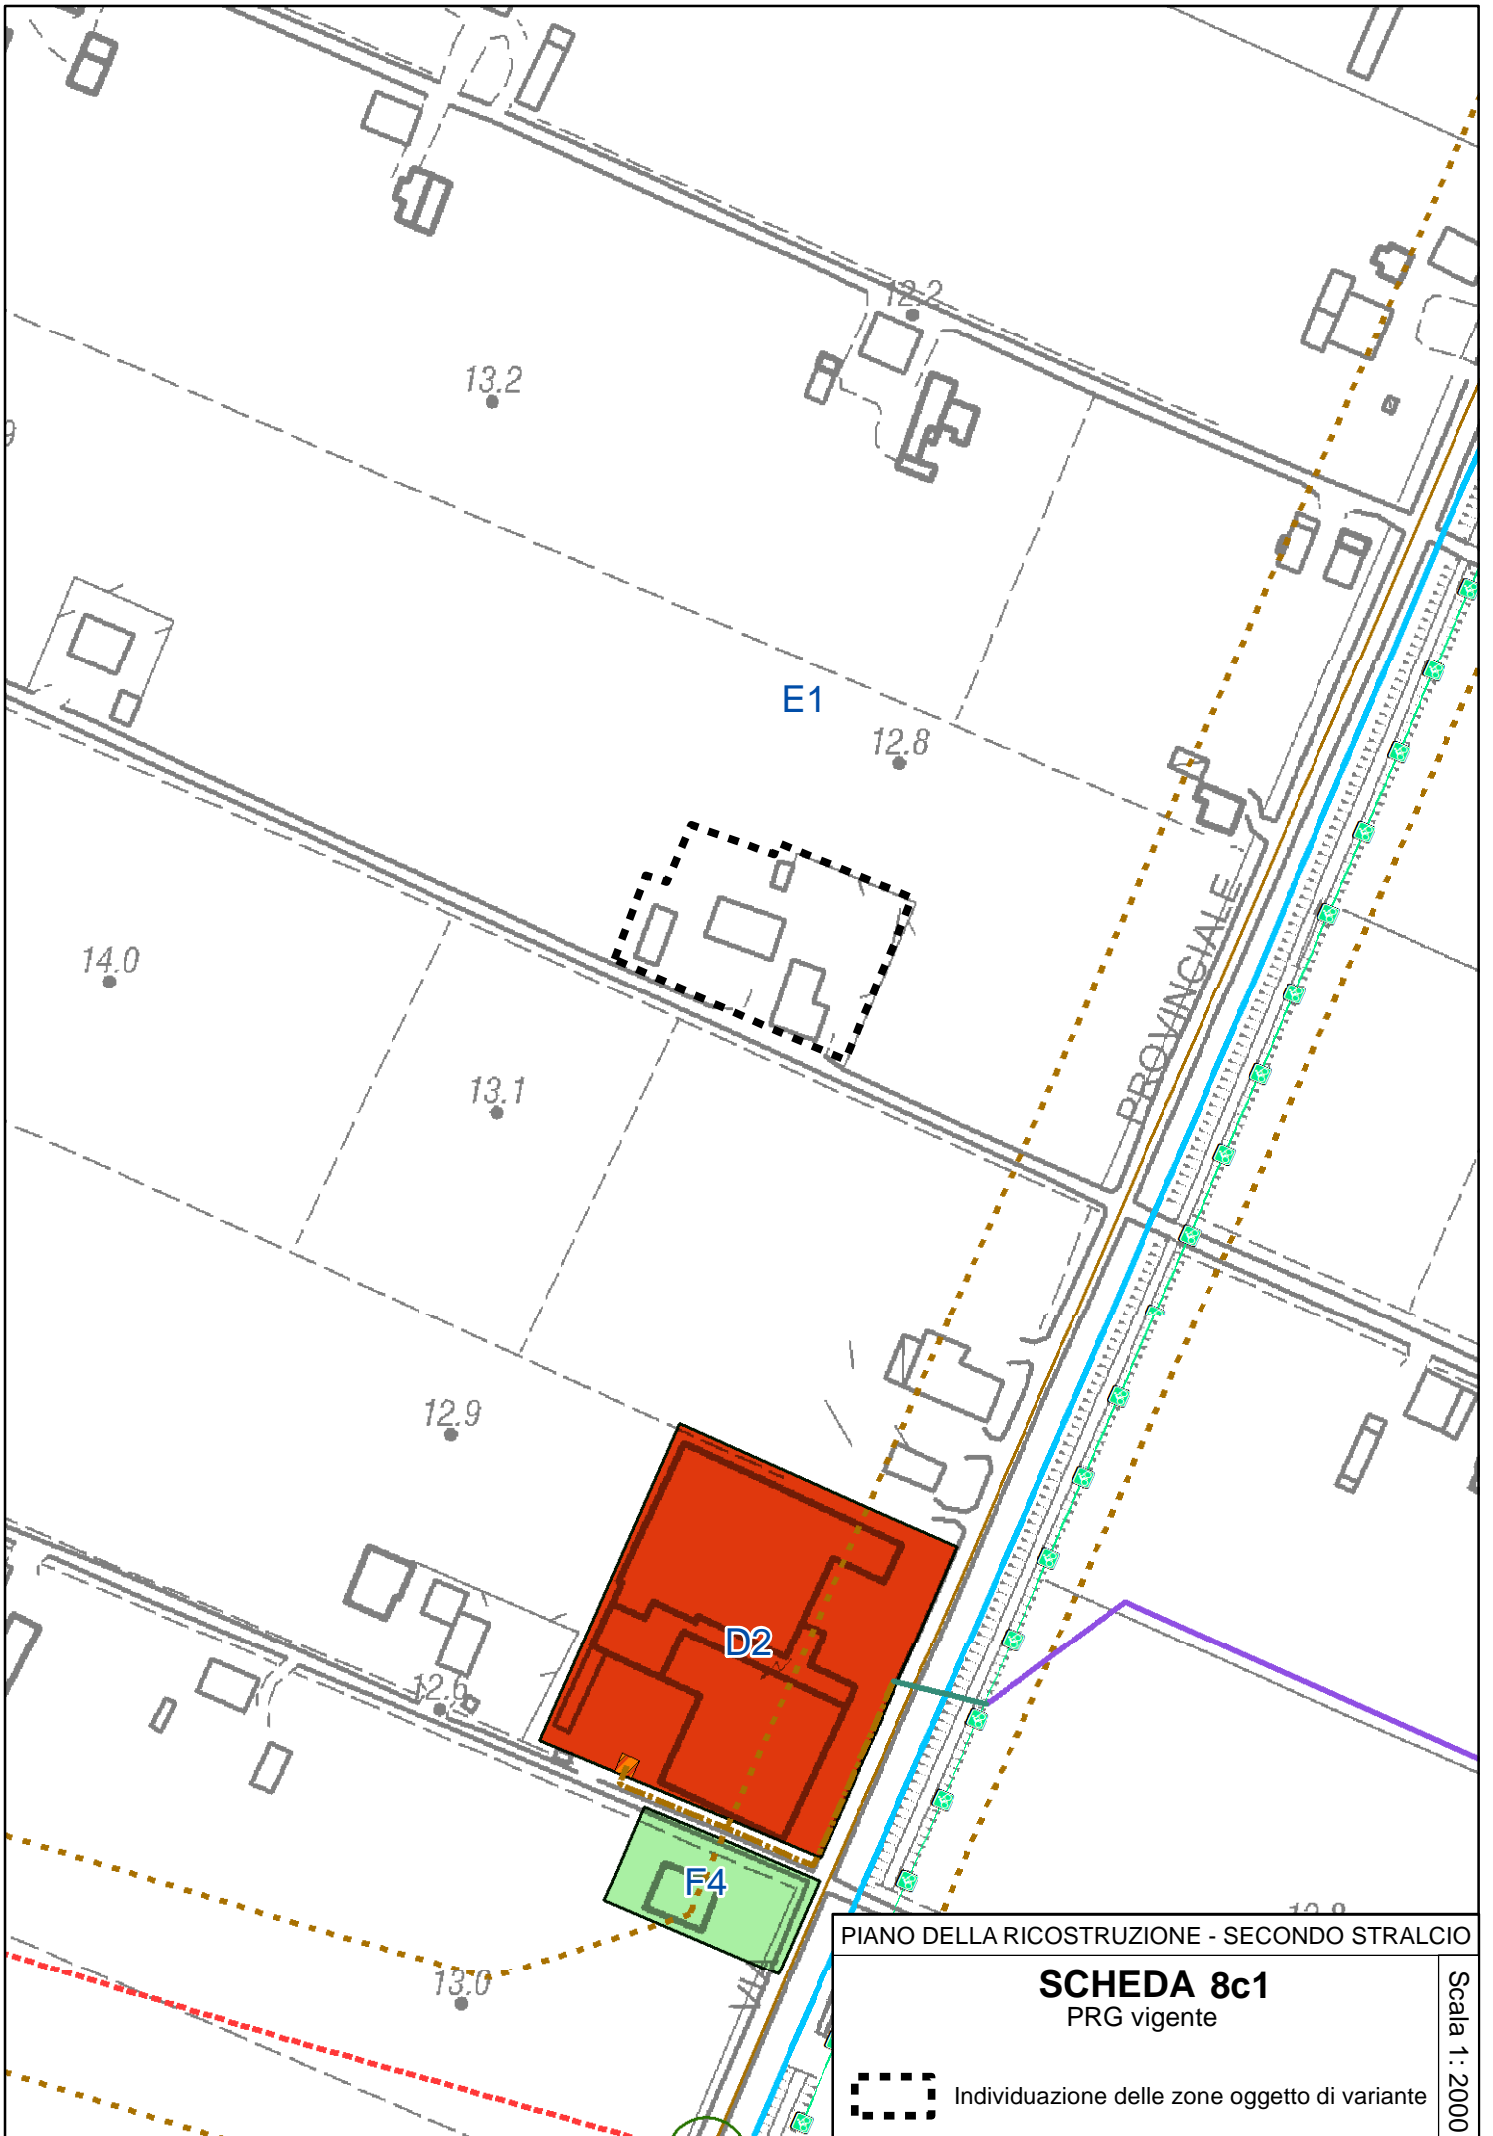 12.2
13.2
9
E1
12.8
PROVINCIALE
14.0
13.1
12.9
D2
12.6
F4
13.0
VIA
PIANO DELLA RICOSTRUZIONE - SECONDO STRALCIO
SCHEDA 8c1
PRG vigente
Individuazione delle zone oggetto di variante
Scala 1: 2000